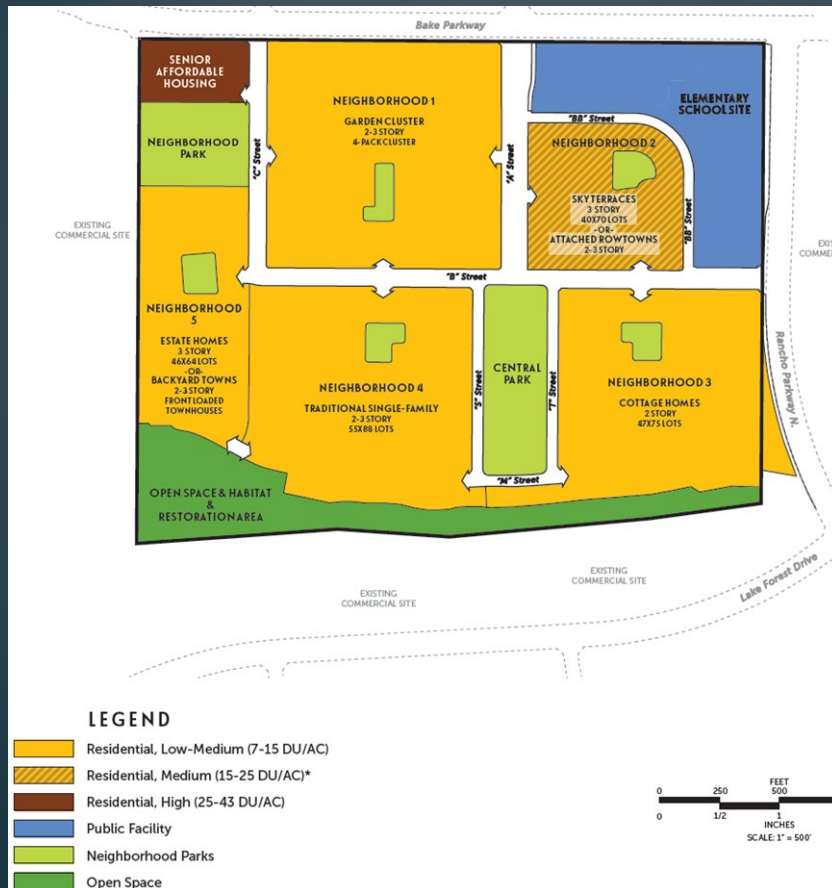 Bake Parkway
SENIOR
AFFORDABLE
HOUSING
NEIGHBORHOOD
PARK
"C" Street
NEIGHBORHOOD 1
GARDEN CLUSTER
2-3 STORY
4-PACK CLUSTER
"A" Street
"BB" Street
ELEMENTARY
SCHOOL SITE
NEIGHBORHOOD 2
SKY TERRACES
3 STORY
40X70 LOTS
-OR-
ATTACHED ROWTOWNS
2-3 STORY
"BB" Street
EXISTING
COMMERCIAL SITE
"B" Street
NEIGHBORHOOD
5
ESTATE HOMES
3 STORY
46X64 LOTS
-OR-
BACKYARD TOWNS
2-3 STORY
FRONT LOADED
TOWNHOUSES
NEIGHBORHOOD 4
TRADITIONAL SINGLE-FAMILY
2-3 STORY
55X88 LOTS
"S" Street
CENTRAL
PARK
"T" Street
NEIGHBORHOOD 3
COTTAGE HOMES
2 STORY
47X75 LOTS
Rancho Parkway N.
"M" Street
OPEN SPACE & HABITAT
&
RESTORATION AREA
EXISTING
COMMERCIAL SITE
EXISTING
COMMERCIAL SITE
Lake Forest Drive
LEGEND
Residential, Low-Medium (7-15 DU/AC)
Residential, Medium (15-25 DU/AC)*
Residential, High (25-43 DU/AC)
Public Facility
Neighborhood Parks
Open Space
FEET
0 250 500
0 1/2 1
INCHES
SCALE: 1" = 500'